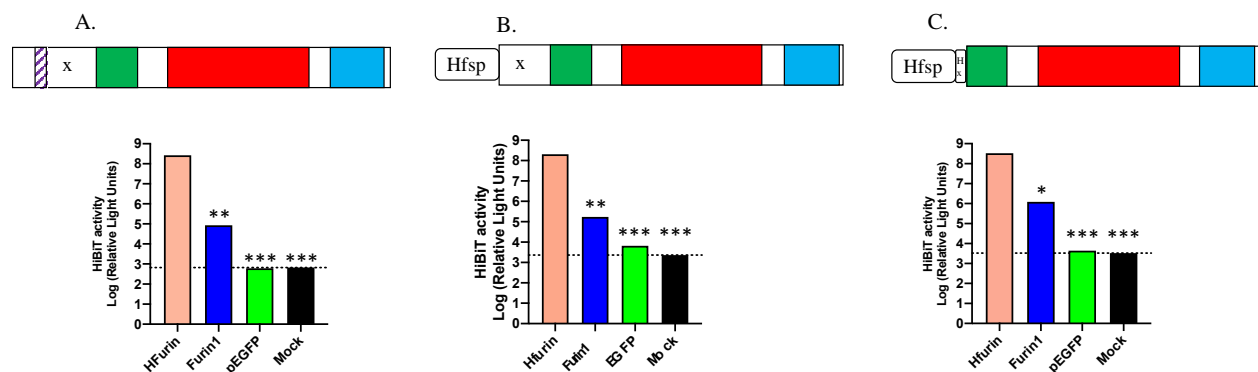 A.
x
HiBiT activity
Log (Relative Light Units)
9
8
7
6
5
4
3
2
1
0
**
***
***
HFurin
Furin1
pEGFP
Mock
B.
Hfsp
x
HiBiT activity
Log (Relative Light Units)
9
8
7
6
5
4
3
2
1
0
**
***
***
Hfurin
Furin1
EGFP
Mock
C.
Hfsp
H
x
HiBiT activity
Log (Relative Light Units)
9
8
7
6
5
4
3
2
1
0
*
***
***
Hfurin
Furin1
pEGFP
Mock